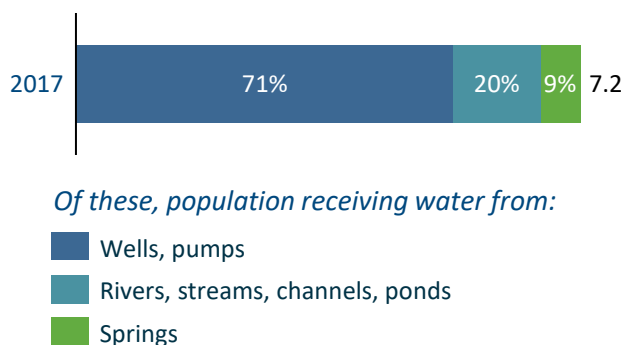 2017 71% 20% 9% 7.2
Of these, population receiving water from:
Wells, pumps
Rivers, streams, channels, ponds
Springs